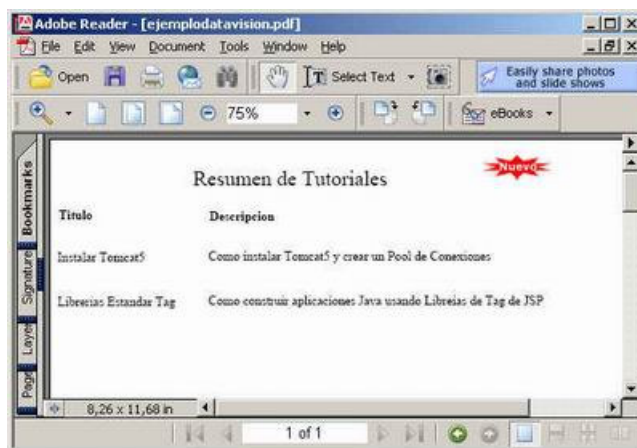 Adobe Reader - [ejemplodatavision.pdf]
File Edit View Document Tools Window Help
Open Select Text Easily share photos and slide shows
75% eBooks
Bookmarks
Signature
Layer
Page
Nuevo
Resumen de Tutoriales
Titulo Descripcion
Instalar Tomcat5 Como instalar Tomcat5 y crear un Pool de Conexiones
Librerias Estandar Tag Como construir aplicaciones Java usando Libreias de Tag de JSP
8,26 x 11,68 in
1 of 1